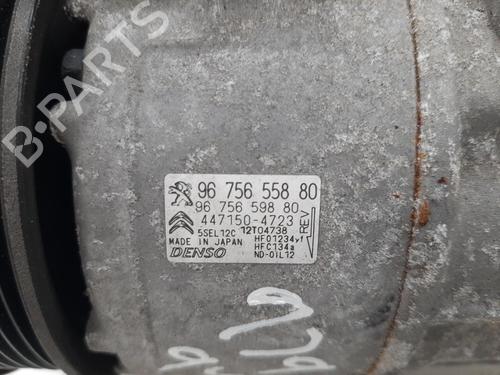 B-PARTS
96 756 558 80
96 756 598 80
447150-4723
5SEL12C 12T04738
MADE IN JAPAN HFO1234yf
HFC134a
DENSO ND-OIL12
REV